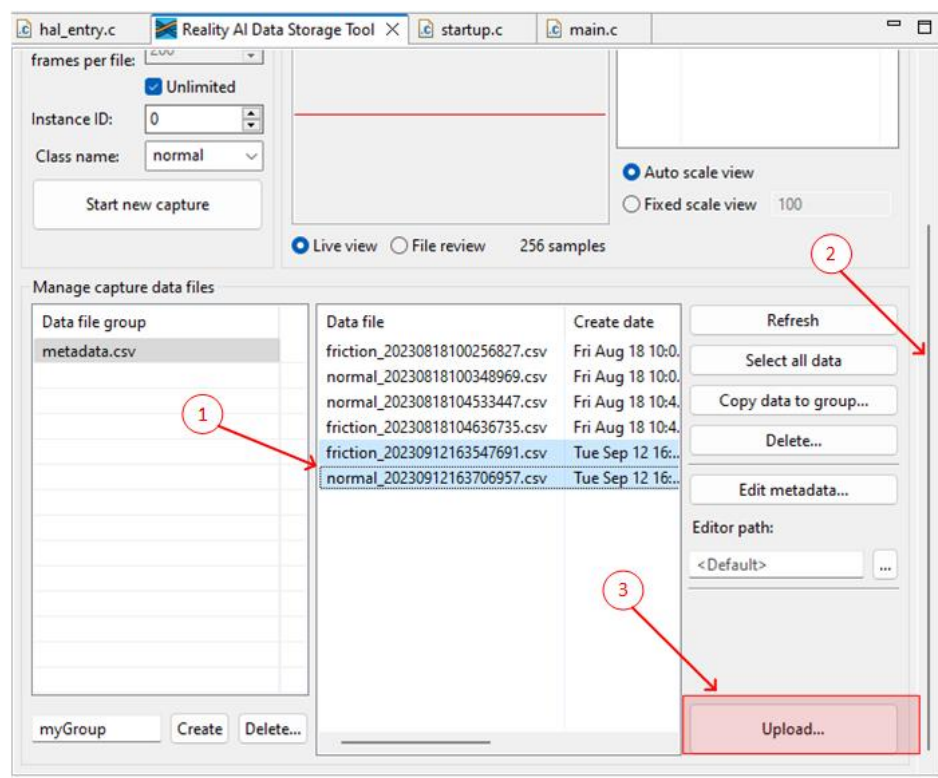 hal_entry.c
Reality AI Data Storage Tool
startup.c
main.c
frames per file:
Unlimited
Instance ID: 0
Class name: normal
Start new capture
Auto scale view
Fixed scale view 100
Live view File review 256 samples
2
Manage capture data files
Data file group
metadata.csv
1
Data file Create date
friction_20230818100256827.csv Fri Aug 18 10:0.
normal_20230818100348969.csv Fri Aug 18 10:0.
normal_20230818104533447.csv Fri Aug 18 10:4.
friction_20230818104636735.csv Fri Aug 18 10:4.
friction_20230912163547691.csv Tue Sep 12 16:..
normal_20230912163706957.csv Tue Sep 12 16:..
Refresh
Select all data
Copy data to group...
Delete...
Edit metadata...
Editor path:
<Default> ...
3
myGroup Create Delete...
Upload...